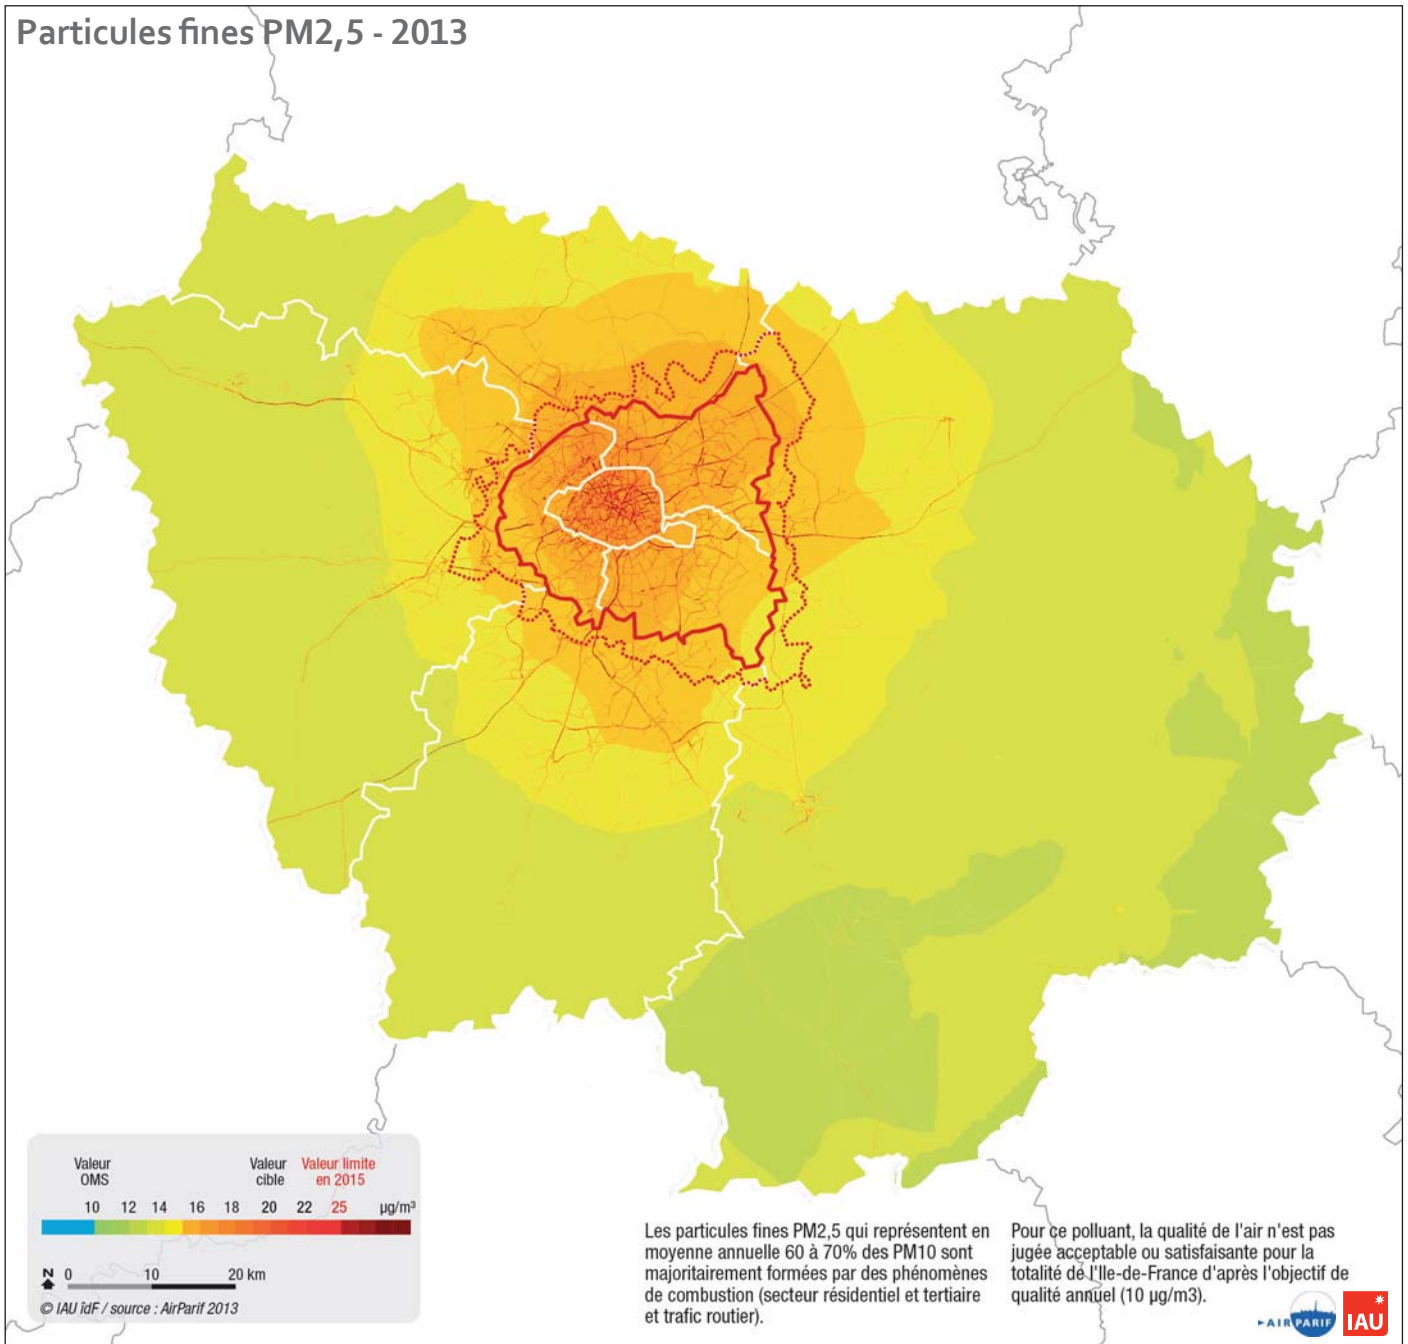 Particules fines PM2,5 - 2013
Valeur OMS
Valeur cible
Valeur limite en 2015
10 12 14 16 18 20 22 25 µg/m³
N 0 10 20 km
© IAU îdF / source : AirParif 2013
Les particules fines PM2,5 qui représentent en
moyenne annuelle 60 à 70% des PM10 sont
majoritairement formées par des phénomènes
de combustion (secteur résidentiel et tertiaire
et trafic routier).
Pour ce polluant, la qualité de l'air n'est pas
jugée acceptable ou satisfaisante pour la
totalité de l'Ile-de-France d'après l'objectif de
qualité annuel (10 µg/m3).
AIRPARIF
IAU